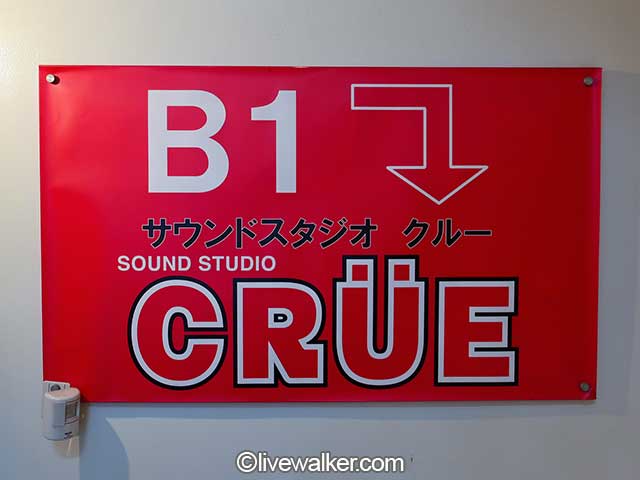 B1
サウンドスタジオ クルー
SOUND STUDIO
CRÜE
©livewalker.com